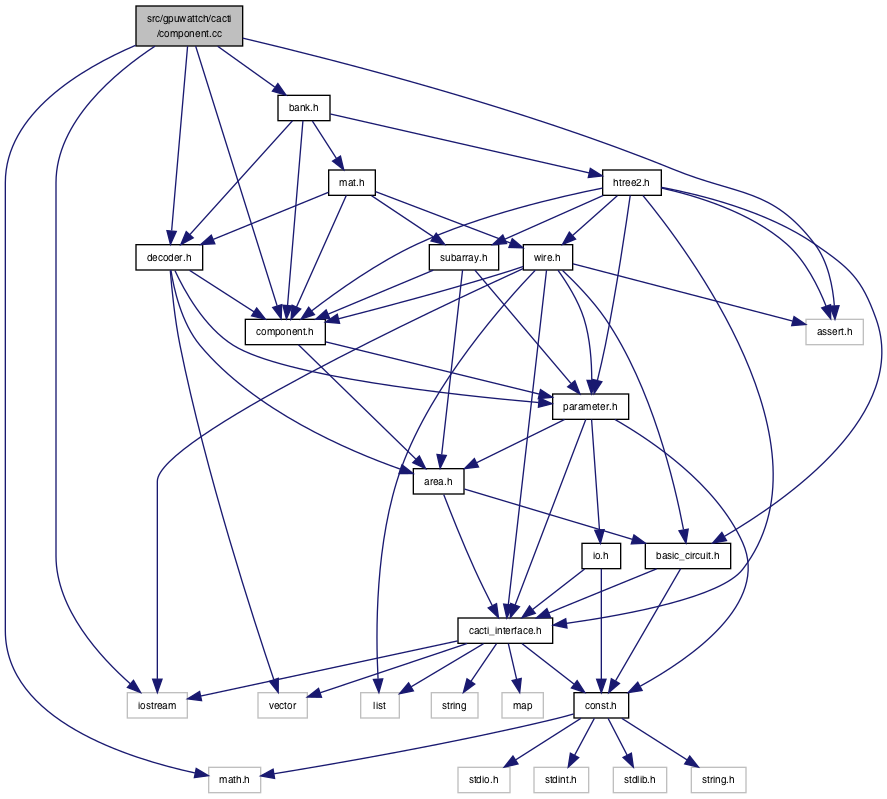 src/gpuwattch/cacti
/component.cc
bank.h
mat.h
htree2.h
decoder.h
subarray.h
wire.h
component.h
assert.h
parameter.h
area.h
io.h
basic_circuit.h
cacti_interface.h
iostream
vector
list
string
map
const.h
math.h
stdio.h
stdint.h
stdlib.h
string.h